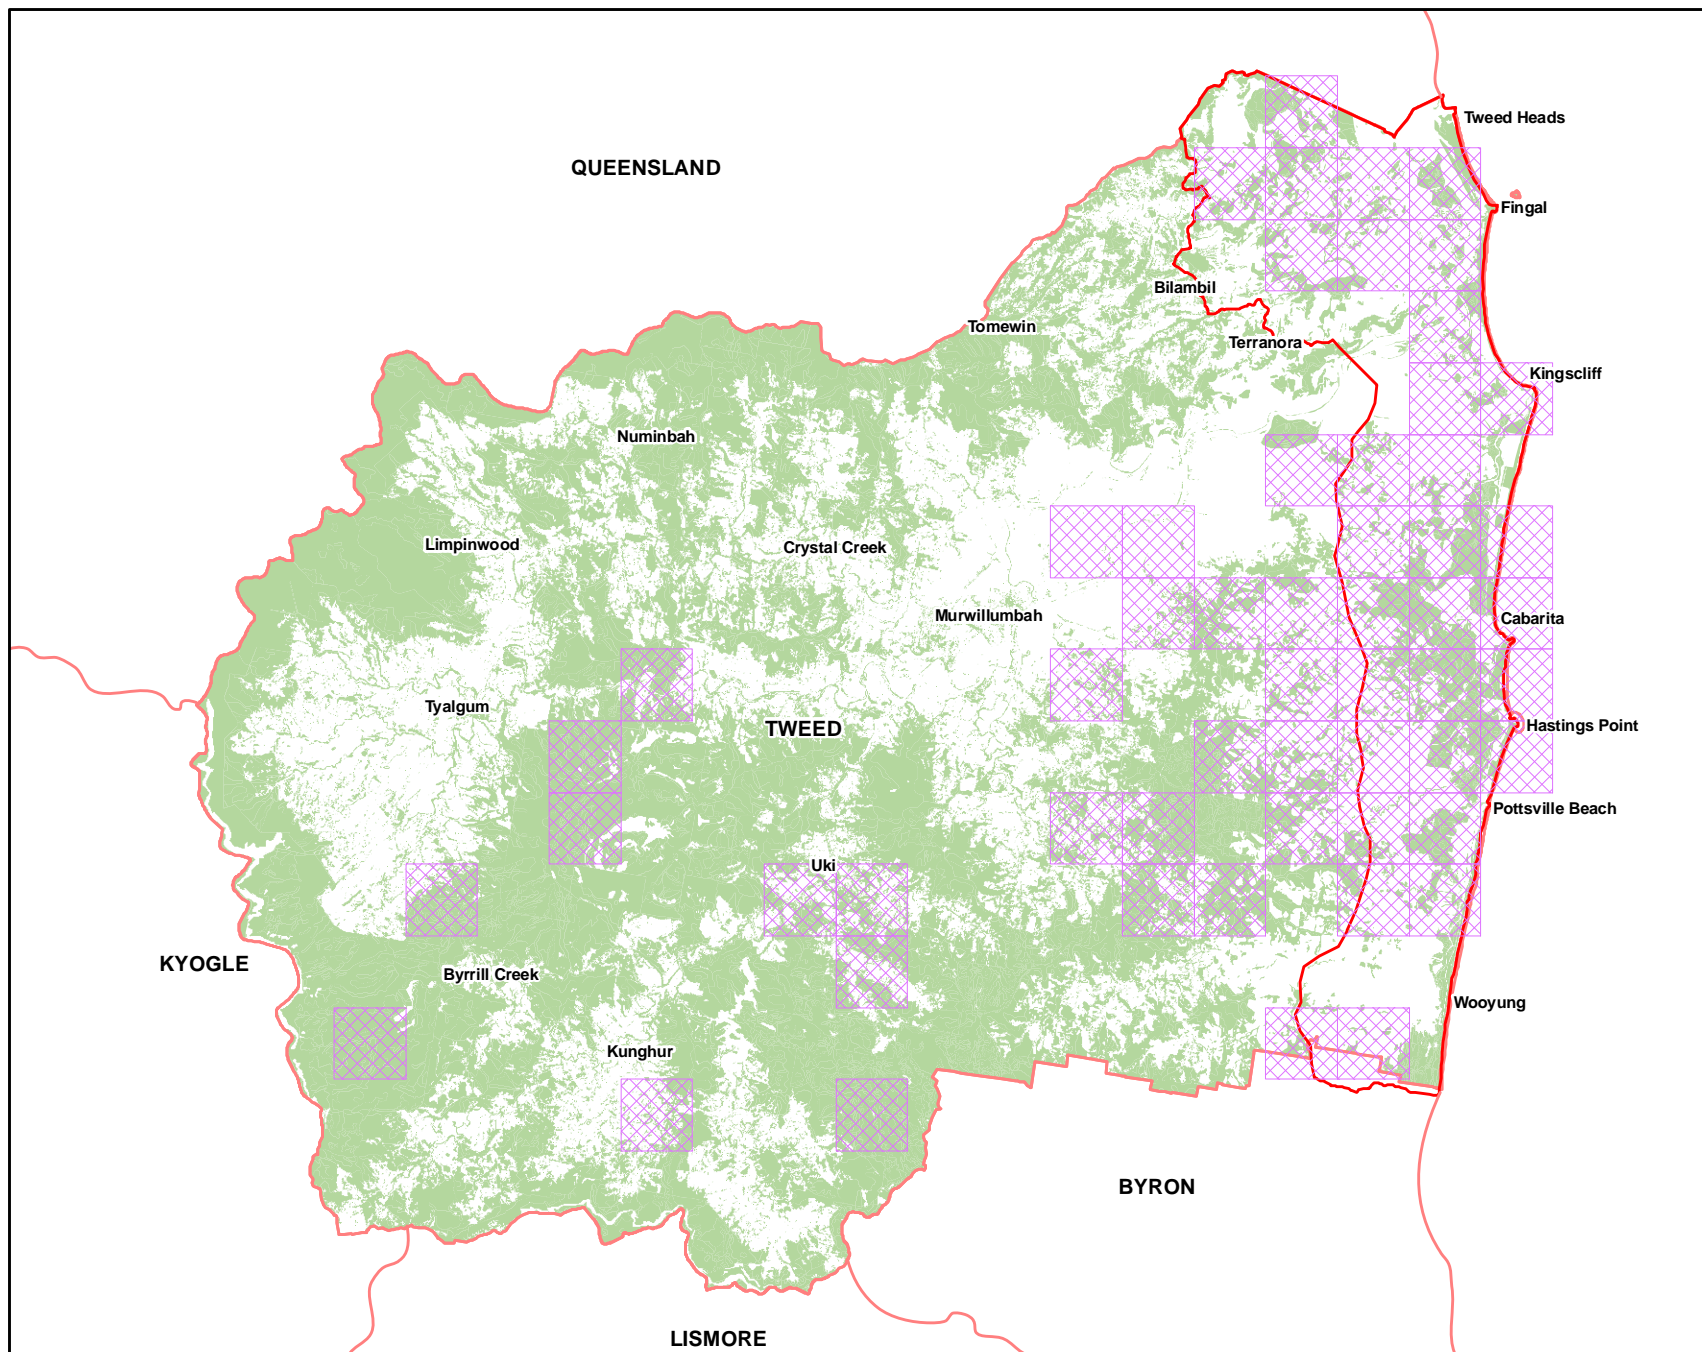 Tweed Heads
QUEENSLAND
Fingal
Bilambil
Tomewin
Terranora
Kingscliff
Numinbah
Limpinwood
Crystal Creek
Murwillumbah
Cabarita
Tyalgum
TWEED
Hastings Point
Pottsville Beach
Uki
KYOGLE
Byrrill Creek
Wooyung
Kunghur
BYRON
LISMORE